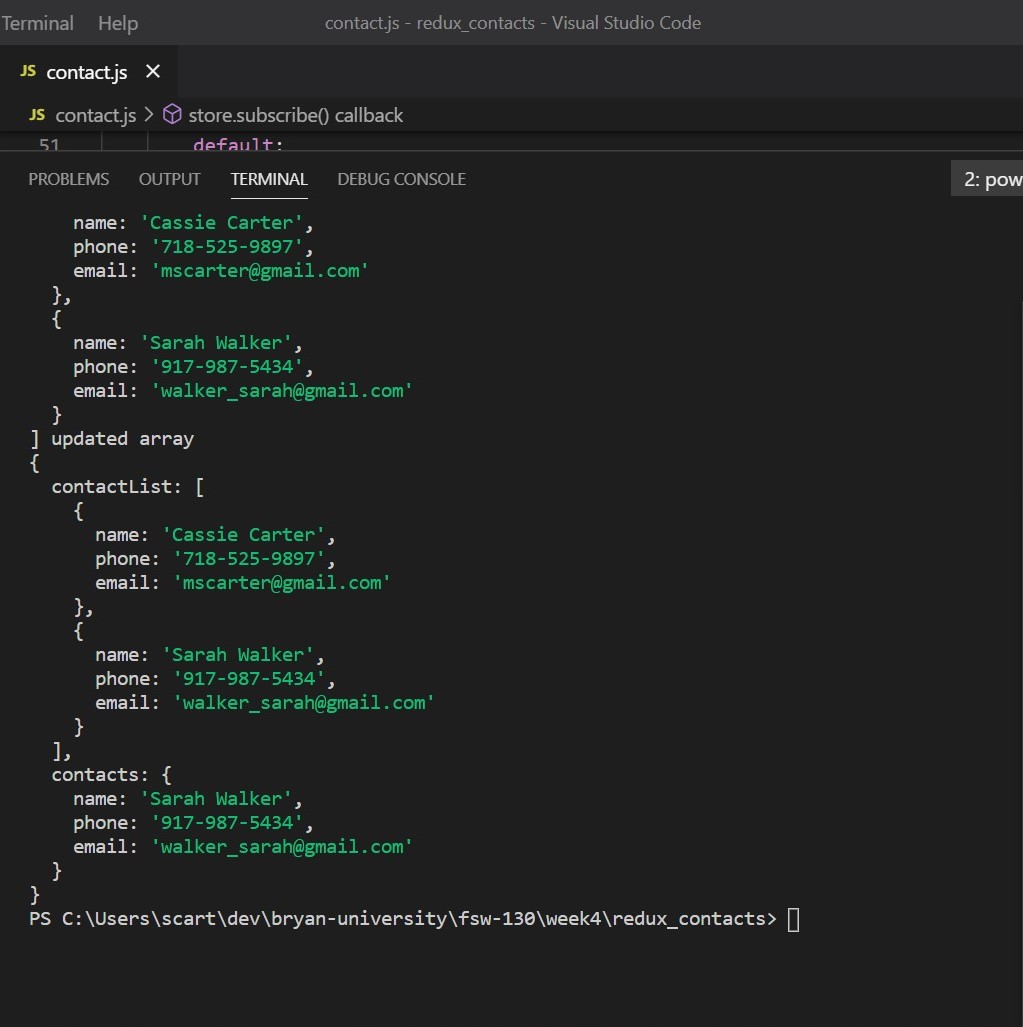 Terminal Help contact.js - redux_contacts - Visual Studio Code
JS contact.js ×
JS contact.js > store.subscribe() callback
51 default:
PROBLEMS OUTPUT TERMINAL DEBUG CONSOLE 2: pow
name: 'Cassie Carter',
phone: '718-525-9897',
email: 'mscarter@gmail.com'
},
{
name: 'Sarah Walker',
phone: '917-987-5434',
email: 'walker_sarah@gmail.com'
}
] updated array
{
contactList: [
{
name: 'Cassie Carter',
phone: '718-525-9897',
email: 'mscarter@gmail.com'
},
{
name: 'Sarah Walker',
phone: '917-987-5434',
email: 'walker_sarah@gmail.com'
}
],
contacts: {
name: 'Sarah Walker',
phone: '917-987-5434',
email: 'walker_sarah@gmail.com'
}
}
PS C:\Users\scart\dev\bryan-university\fsw-130\week4\redux_contacts>